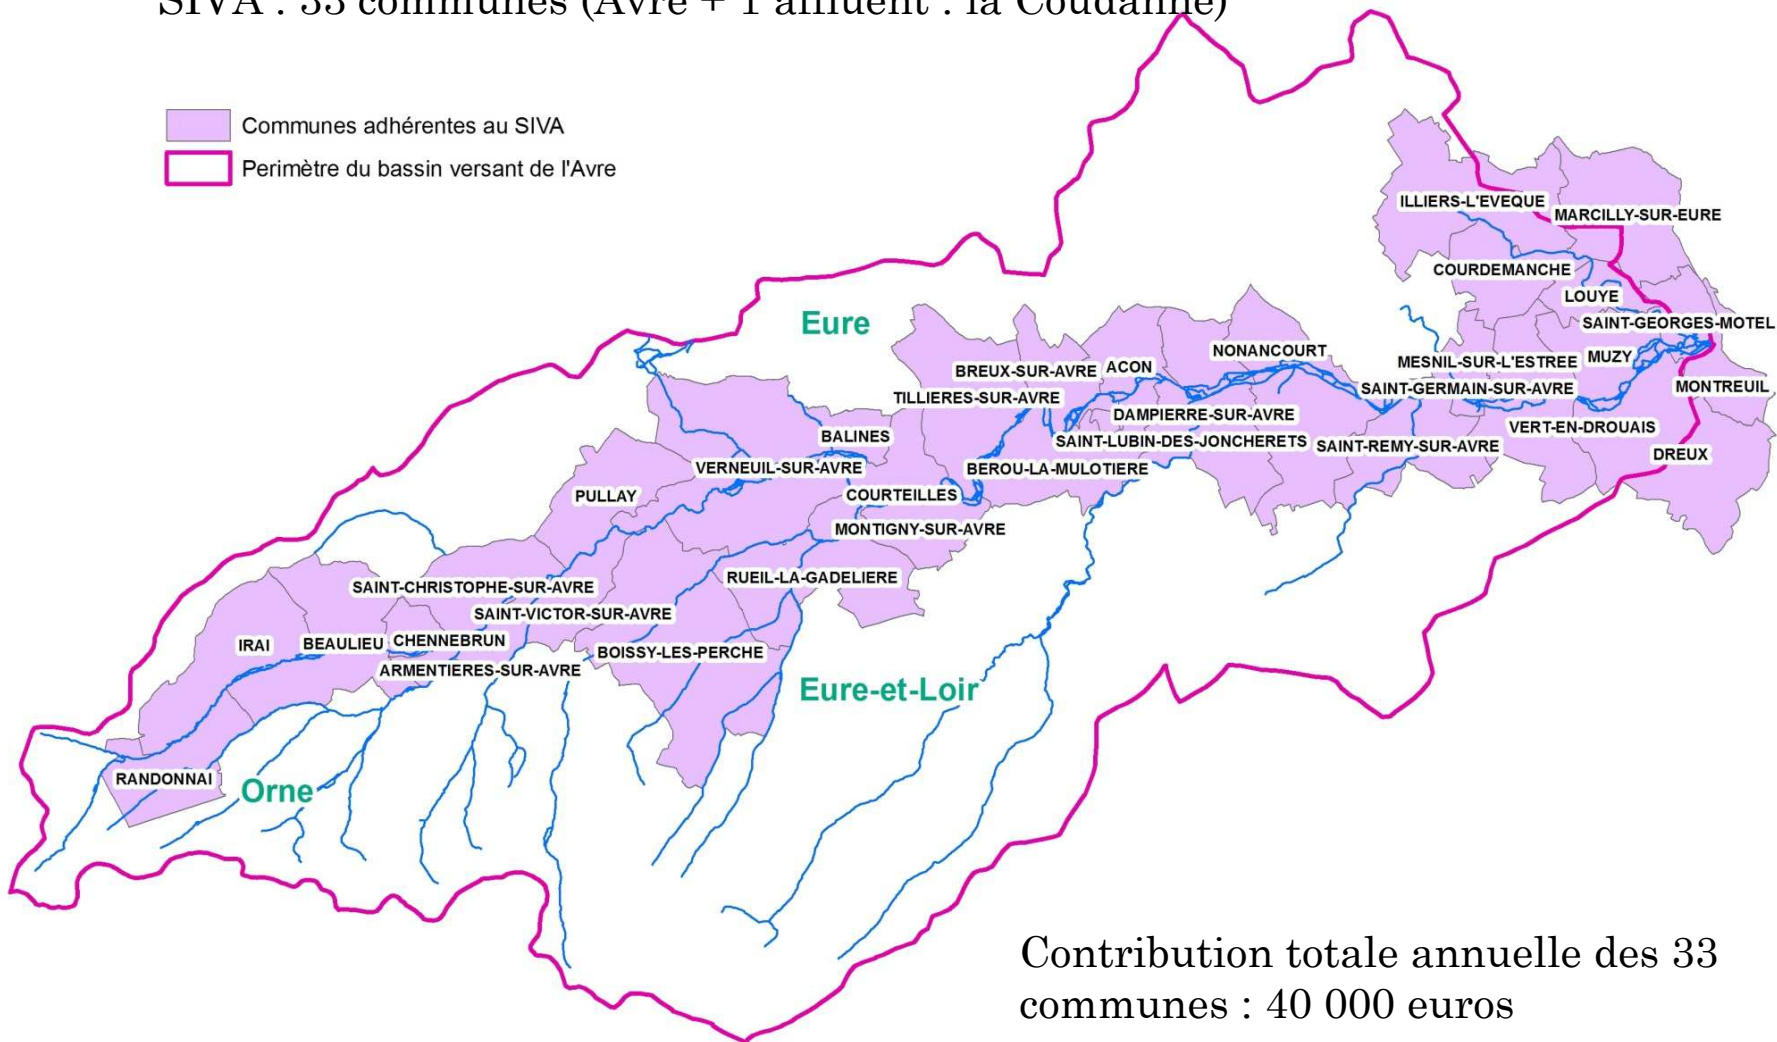 SIVA : 33 communes (Avre + 1 affluent : la Coudanne)
Communes adhérentes au SIVA
Perimètre du bassin versant de l'Avre
ILLIERS-L'EVEQUE
MARCILLY-SUR-EURE
COURDEMANCHE
LOUYE
SAINT-GEORGES-MOTEL
Eure
NONANCOURT
MESNIL-SUR-L'ESTREE
MUZY
BREUX-SUR-AVRE
ACON
SAINT-GERMAIN-SUR-AVRE
MONTREUIL
TILLIERES-SUR-AVRE
DAMPIERRE-SUR-AVRE
VERT-EN-DROUAIS
BALINES
SAINT-LUBIN-DES-JONCHERETS
SAINT-REMY-SUR-AVRE
DREUX
VERNEUIL-SUR-AVRE
BEROU-LA-MULOTIERE
PULLAY
COURTEILLES
MONTIGNY-SUR-AVRE
RUEIL-LA-GADELIERE
SAINT-CHRISTOPHE-SUR-AVRE
SAINT-VICTOR-SUR-AVRE
IRAI
BEAULIEU
CHENNEBRUN
BOISSY-LES-PERCHE
ARMENTIERES-SUR-AVRE
Eure-et-Loir
RANDONNAI
Orne
Contribution totale annuelle des 33
communes : 40 000 euros